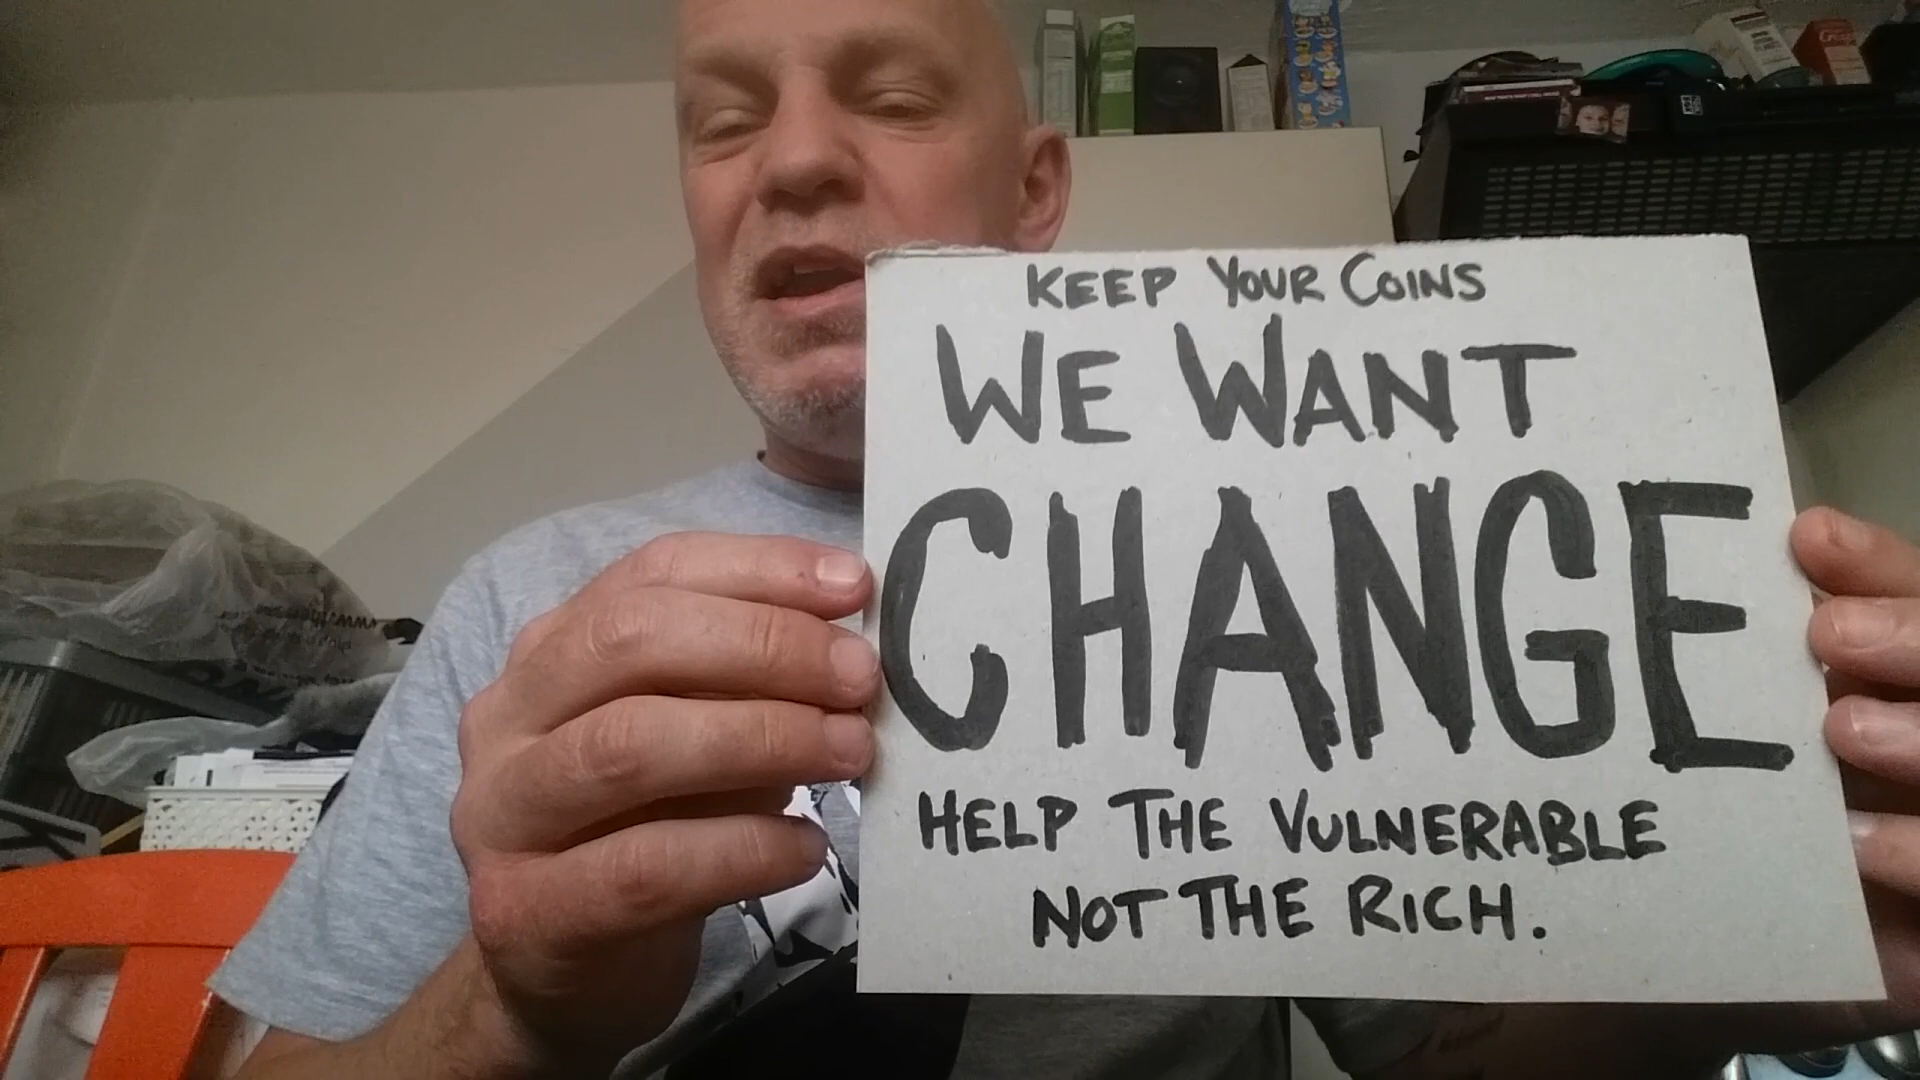 KEEP YOUR COINS
WE WANT
CHANGE
HELP THE VULNERABLE
NOT THE RICH.